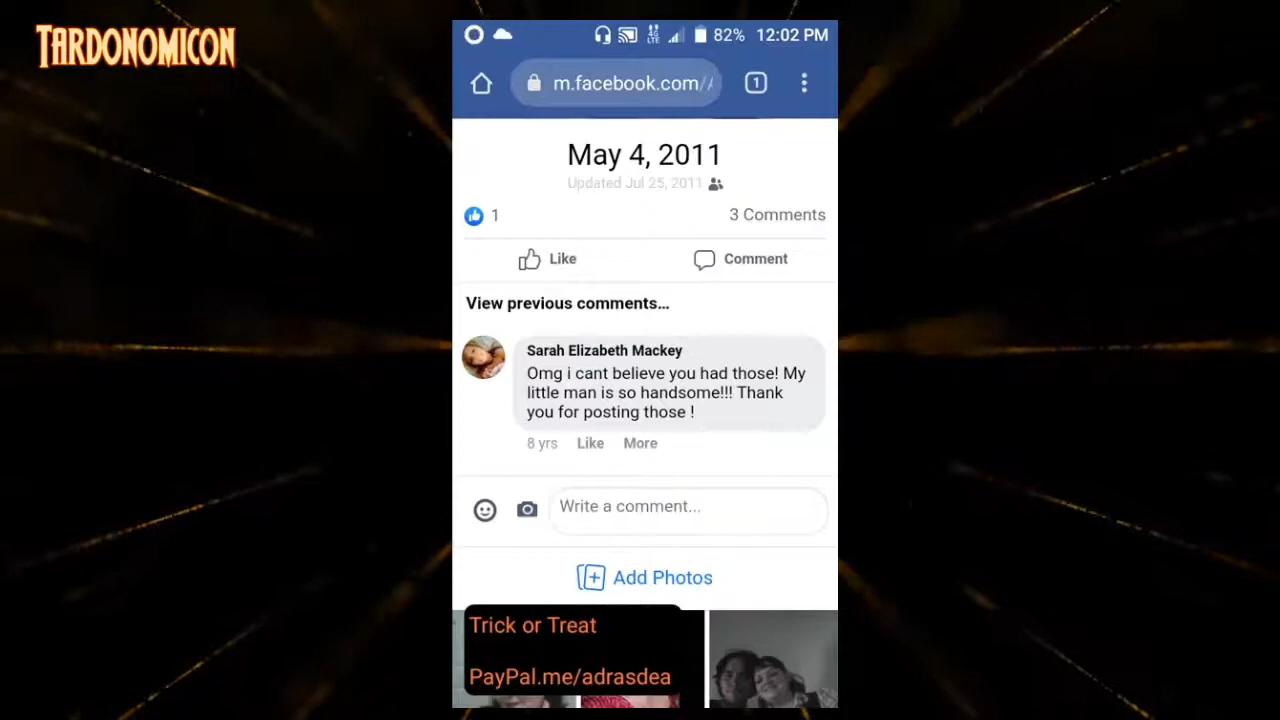 TARDONOMICON
82% 12:02 PM
m.facebook.com/
1
May 4, 2011
Updated Jul 25, 2011
1
3 Comments
Like
Comment
View previous comments...
Sarah Elizabeth Mackey
Omg i cant believe you had those! My
little man is so handsome!!! Thank
you for posting those !
8 yrs Like More
Write a comment...
Add Photos
Trick or Treat
PayPal.me/adrasdea